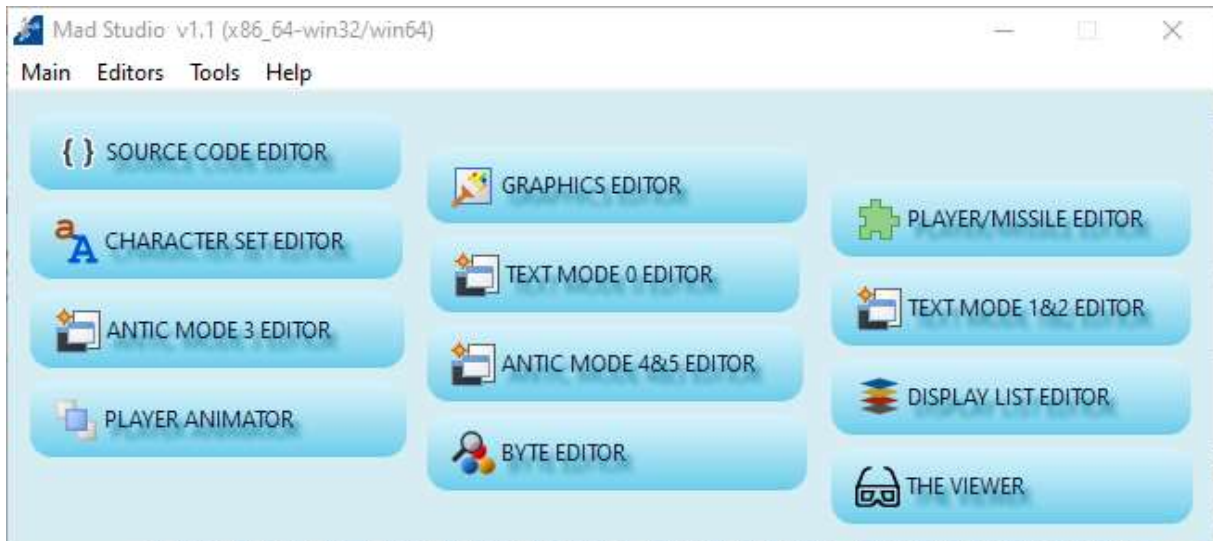 Mad Studio v1.1 (x86_64-win32/win64)
Main Editors Tools Help
{ } SOURCE CODE EDITOR
CHARACTER SET EDITOR
ANTIC MODE 3 EDITOR
PLAYER ANIMATOR
GRAPHICS EDITOR
TEXT MODE 0 EDITOR
ANTIC MODE 4&5 EDITOR
BYTE EDITOR
PLAYER/MISSILE EDITOR
TEXT MODE 1&2 EDITOR
DISPLAY LIST EDITOR
THE VIEWER